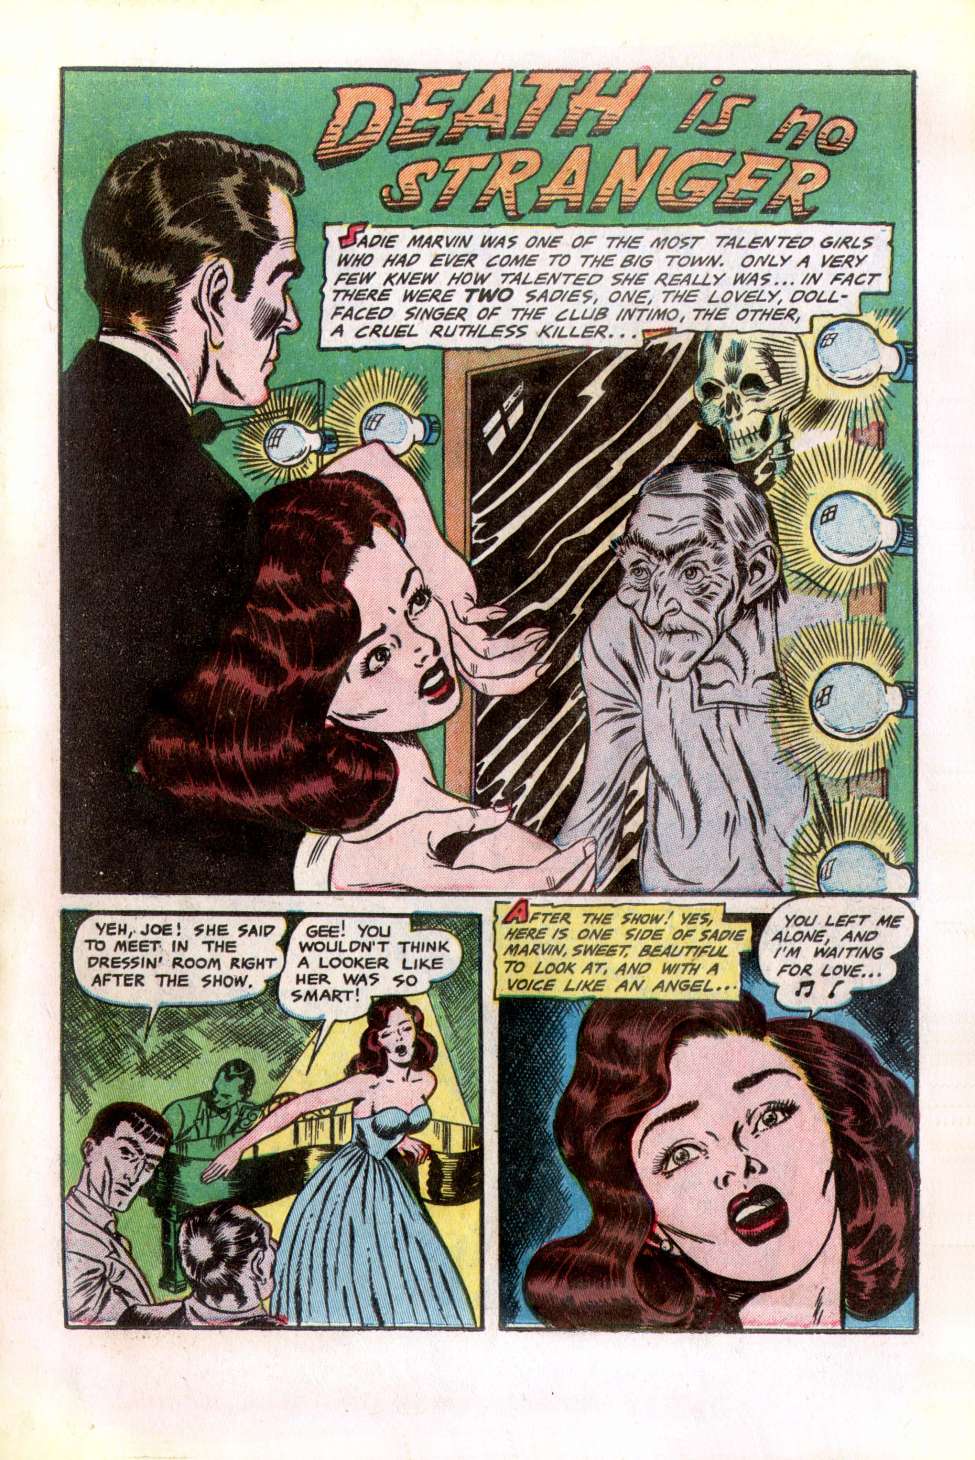 DEATH is no
STRANGER
SADIE MARVIN WAS ONE OF THE MOST TALENTED GIRLS
WHO HAD EVER COME TO THE BIG TOWN. ONLY A VERY
FEW KNEW HOW TALENTED SHE REALLY WAS... IN FACT
THERE WERE TWO SADIES, ONE, THE LOVELY, DOLL-
FACED SINGER OF THE CLUB INTIMO, THE OTHER,
A CRUEL RUTHLESS KILLER...
YEH, JOE! SHE SAID
TO MEET IN THE
DRESSIN' ROOM RIGHT
AFTER THE SHOW.
GEE! YOU
WOULDN'T THINK
A LOOKER LIKE
HER WAS SO
SMART!
AFTER THE SHOW! YES,
HERE IS ONE SIDE OF SADIE
MARVIN, SWEET, BEAUTIFUL
TO LOOK AT, AND WITH A
VOICE LIKE AN ANGEL...
YOU LEFT ME
ALONE, AND
I'M WAITING
FOR LOVE...